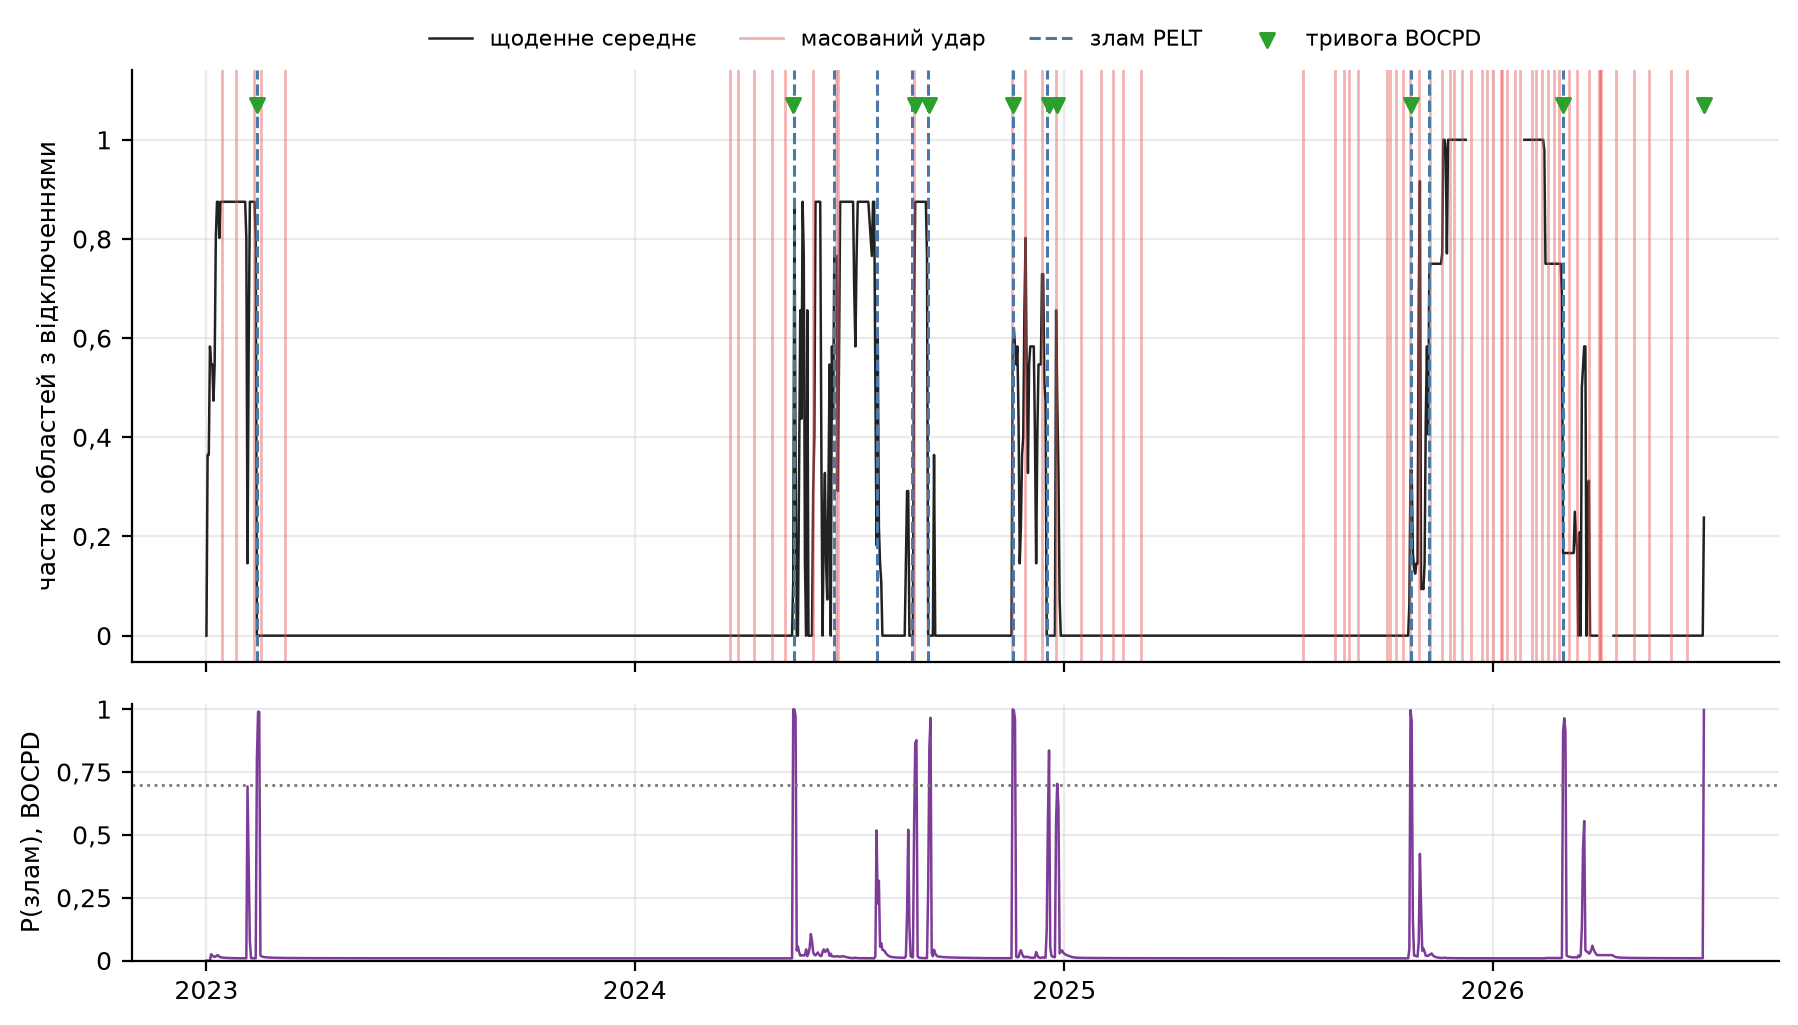 щоденне середнє
масований удар
злам PELT
тривога BOCPD
частка областей з відключеннями
1
0,8
0,6
0,4
0,2
0
P(злам), BOCPD
1
0,75
0,5
0,25
0
2023
2024
2025
2026